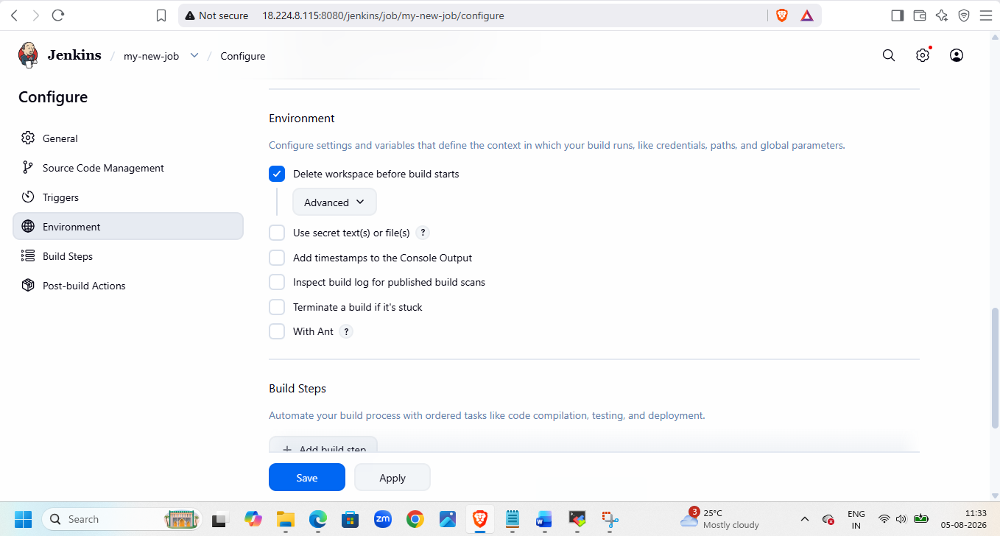 Not secure 18.224.8.115:8080/jenkins/job/my-new-job/configure
Jenkins / my-new-job / Configure
Configure
General
Source Code Management
Triggers
Environment
Build Steps
Post-build Actions
Environment
Configure settings and variables that define the context in which your build runs, like credentials, paths, and global parameters.
Delete workspace before build starts
Advanced
Use secret text(s) or file(s) ?
Add timestamps to the Console Output
Inspect build log for published build scans
Terminate a build if it's stuck
With Ant ?
Build Steps
Automate your build process with ordered tasks like code compilation, testing, and deployment.
+ Add build step
Save Apply
Search
zm
W
3
25°C
Mostly cloudy
ENG
IN
11:33
05-08-2026